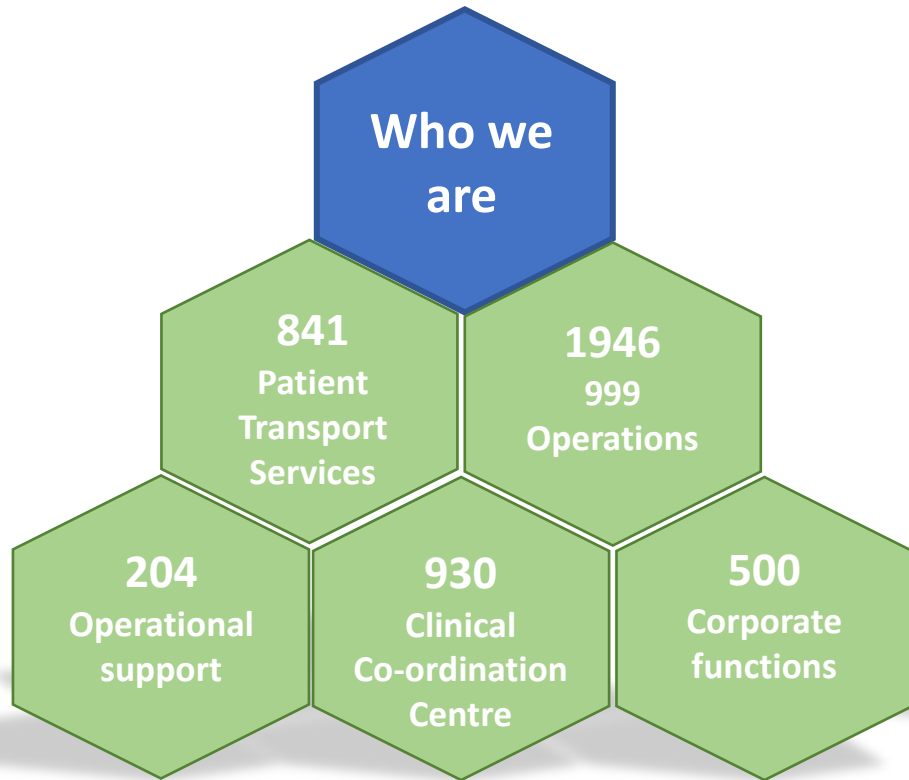 Who we
are
841
Patient
Transport
Services
1946
999
Operations
204
Operational
support
930
Clinical
Co-ordination
Centre
500
Corporate
functions